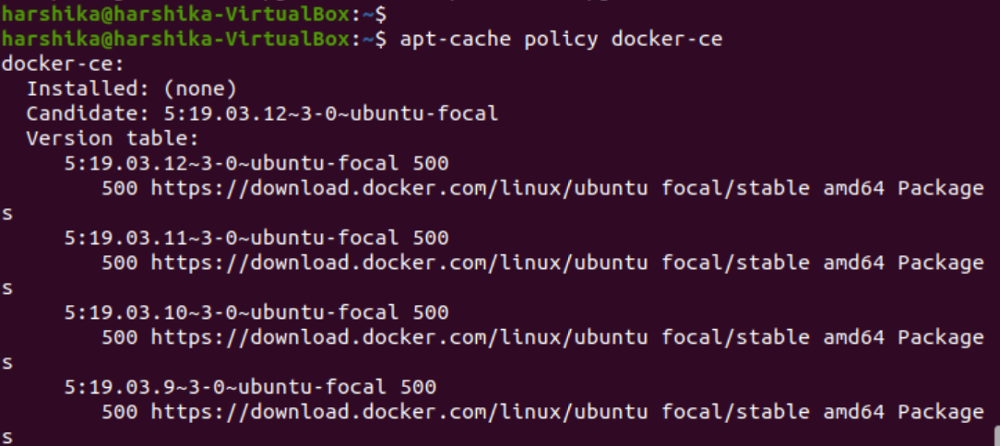 harshika@harshika-VirtualBox:~$
harshika@harshika-VirtualBox:~$ apt-cache policy docker-ce
docker-ce:
  Installed: (none)
  Candidate: 5:19.03.12~3-0~ubuntu-focal
  Version table:
     5:19.03.12~3-0~ubuntu-focal 500
        500 https://download.docker.com/linux/ubuntu focal/stable amd64 Package
s
     5:19.03.11~3-0~ubuntu-focal 500
        500 https://download.docker.com/linux/ubuntu focal/stable amd64 Package
s
     5:19.03.10~3-0~ubuntu-focal 500
        500 https://download.docker.com/linux/ubuntu focal/stable amd64 Package
s
     5:19.03.9~3-0~ubuntu-focal 500
        500 https://download.docker.com/linux/ubuntu focal/stable amd64 Package
s